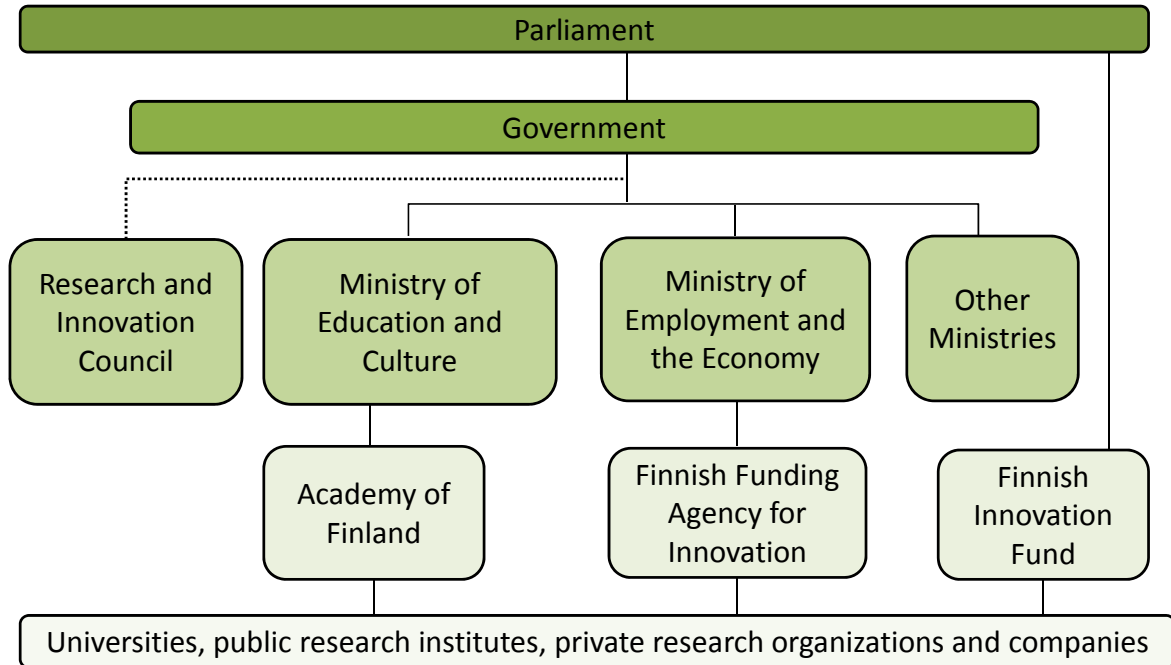 Parliament
Government
Research and
Innovation
Council
Ministry of
Education and
Culture
Ministry of
Employment and
the Economy
Other
Ministries
Academy of
Finland
Finnish Funding
Agency for
Innovation
Finnish
Innovation
Fund
Universities, public research institutes, private research organizations and companies